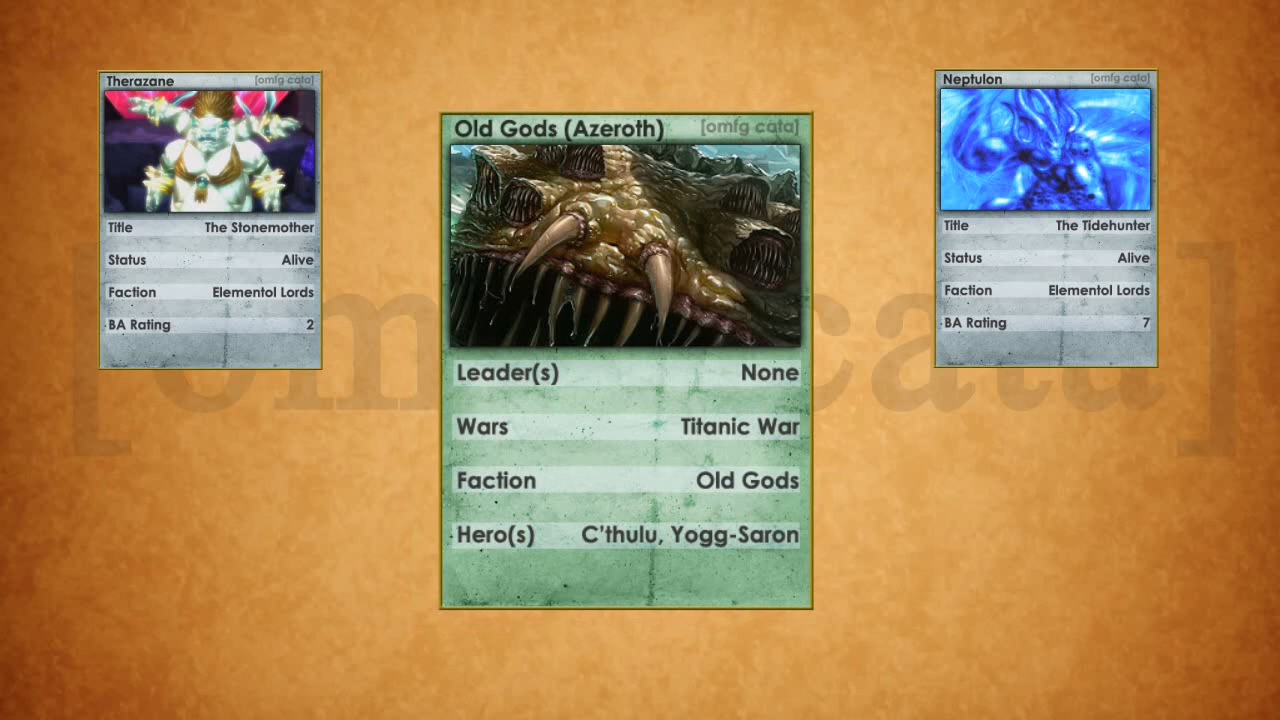 Therazane [omfg cata]
Title The Stonemother
Status Alive
Faction Elementol Lords
BA Rating 2
Old Gods (Azeroth) [omfg cata]
Leader(s) None
Wars Titanic War
Faction Old Gods
Hero(s) C'thulu, Yogg-Saron
Neptulon [omfg cata]
Title The Tidehunter
Status Alive
Faction Elementol Lords
BA Rating 7